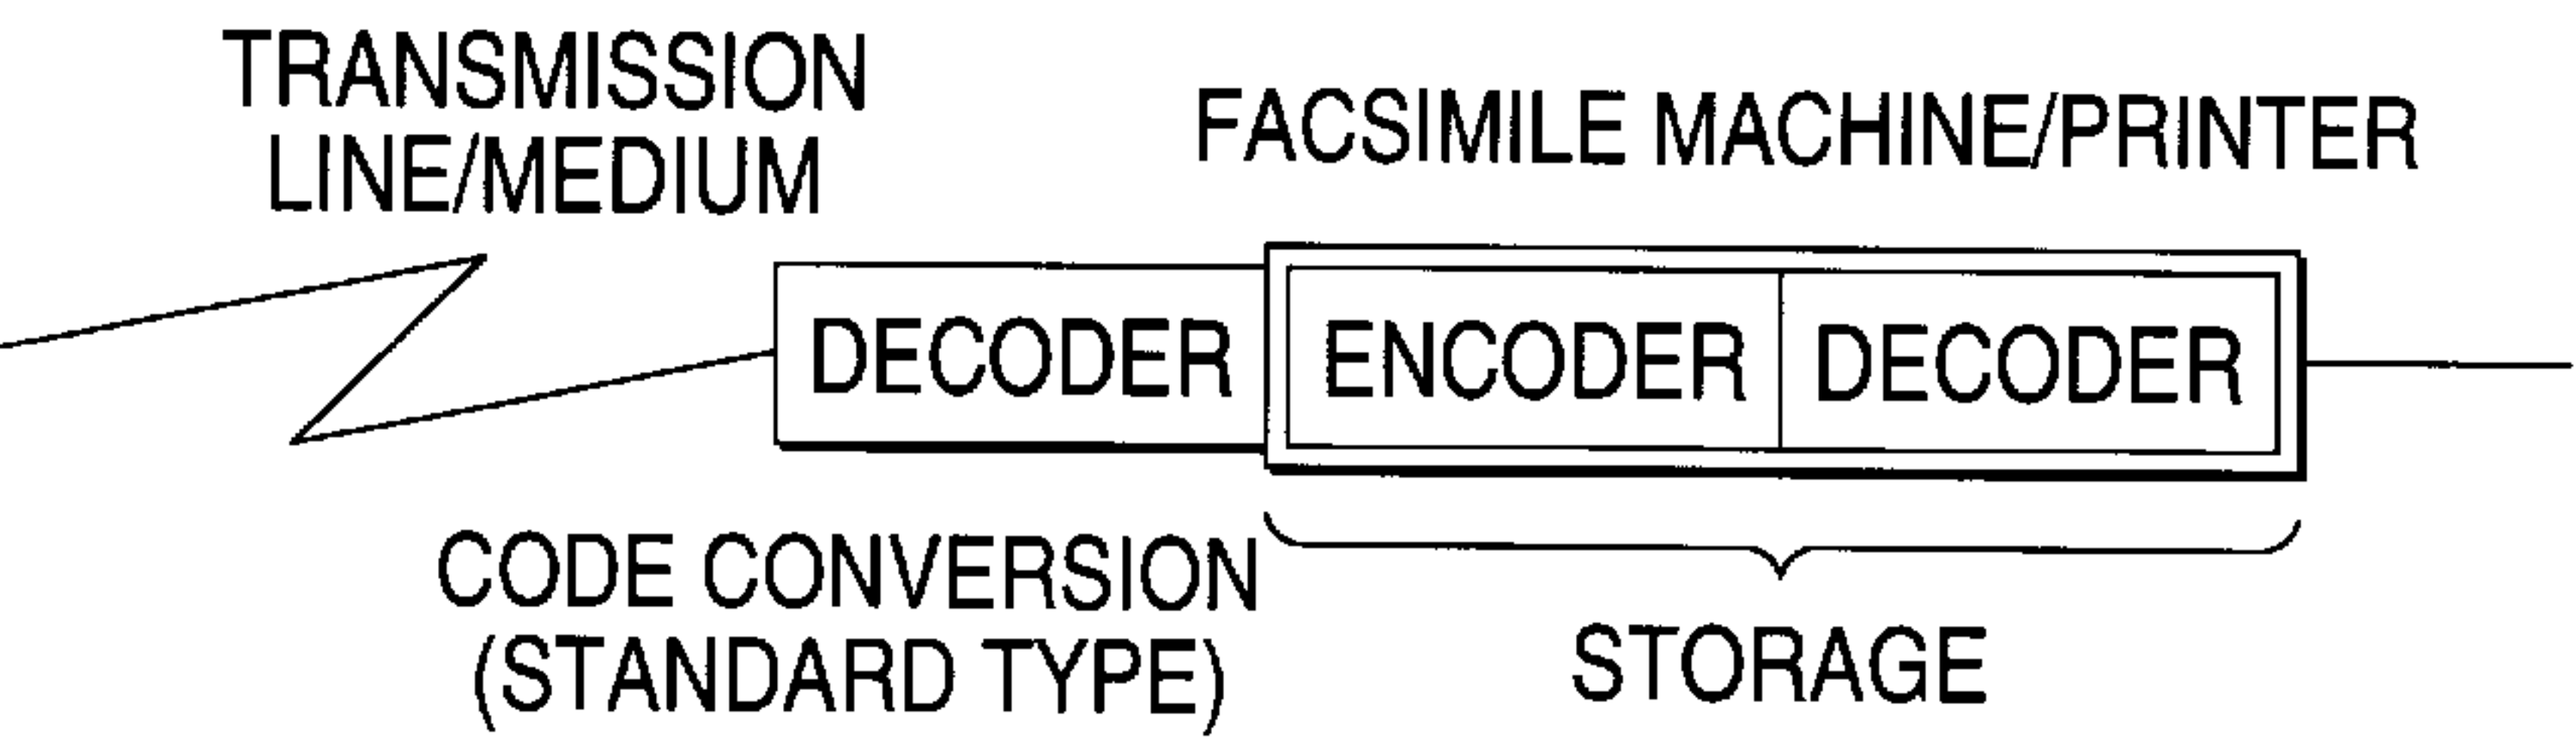 TRANSMISSION
LINE/MEDIUM
FACSIMILE MACHINE/PRINTER
DECODER
ENCODER
DECODER
CODE CONVERSION
(STANDARD TYPE)
STORAGE